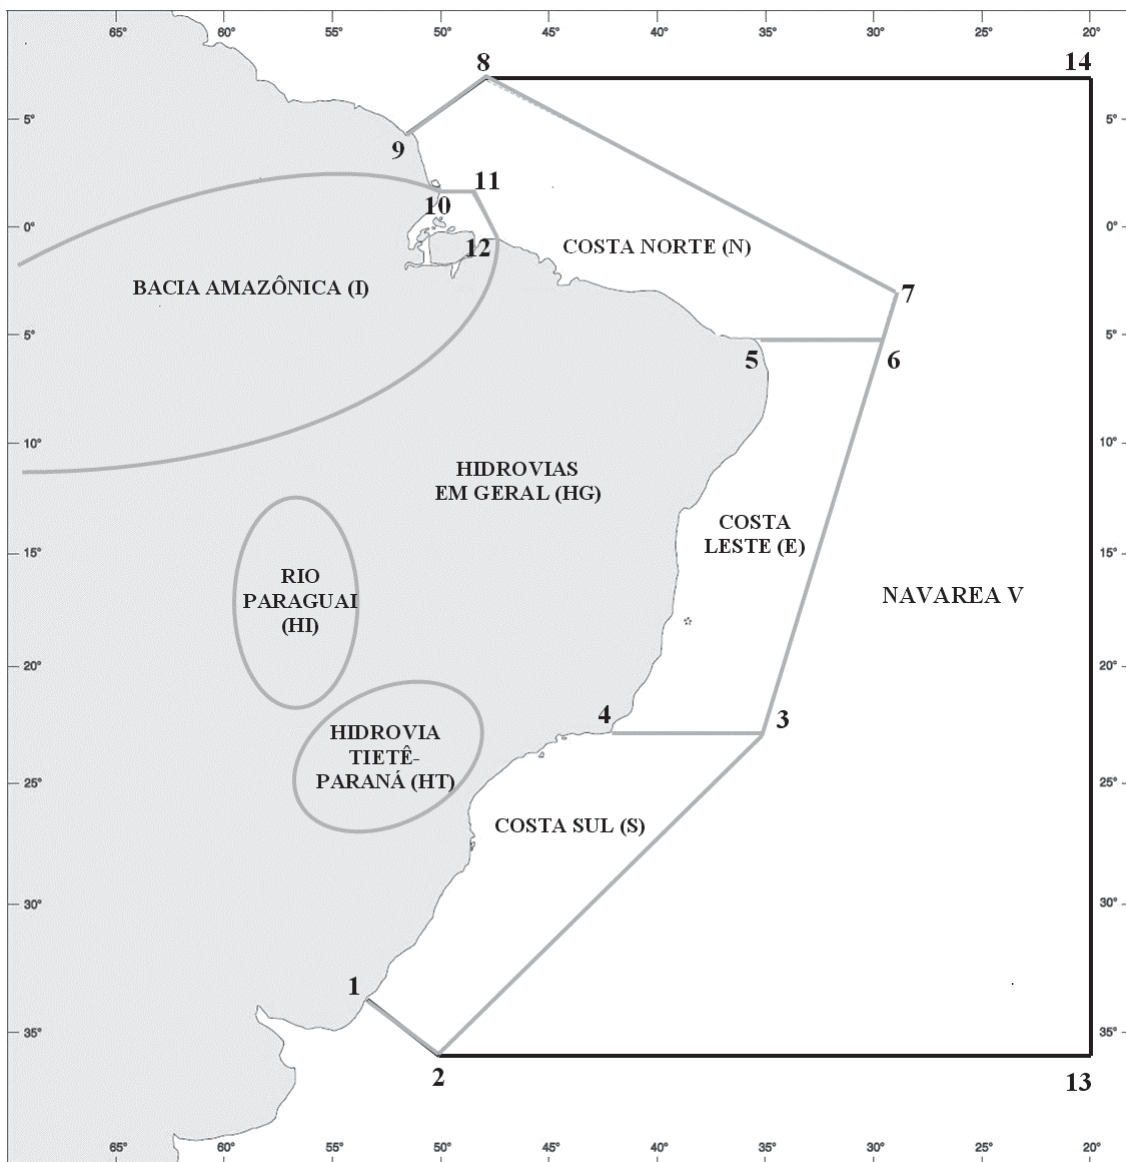 65° 60° 55° 50° 45° 40° 35° 30° 25° 20°
8 14
5° 5°
9
11
10
0° 0°
12 COSTA NORTE (N)
BACIA AMAZÔNICA (I)
7
5° 5°
5 6
10° 10°
HIDROVIAS
EM GERAL (HG)
COSTA
LESTE (E)
15° 15°
RIO
PARAGUAI
(HI)
NAVAREA V
20° 20°
4 3
HIDROVIA
TIETÊ-
PARANÁ (HT)
25° 25°
COSTA SUL (S)
30° 30°
1
35° 35°
2 13
65° 60° 55° 50° 45° 40° 35° 30° 25° 20°